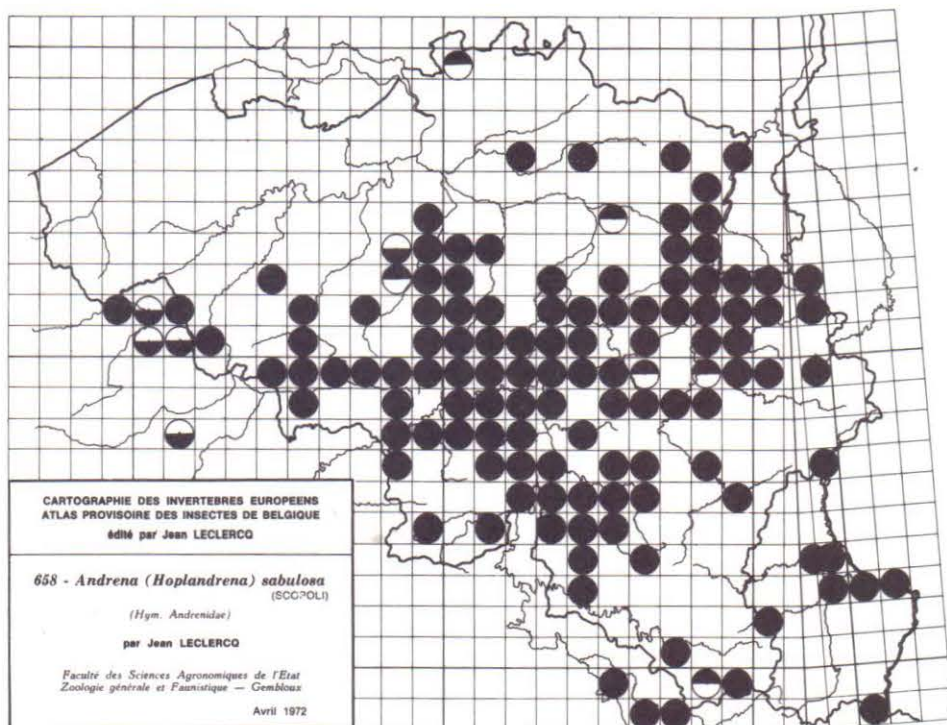 CARTOGRAPHIE DES INVERTEBRES EUROPEENS
ATLAS PROVISOIRE DES INSECTES DE BELGIQUE
édité par Jean LECLERCQ
658 - Andrena (Hoplandrena) sabulosa
(SCOPOLI)
(Hym. Andrenidae)
par Jean LECLERCQ
Faculté des Sciences Agronomiques de l'Etat
Zoologie générale et Faunistique — Gembloux
Avril 1972